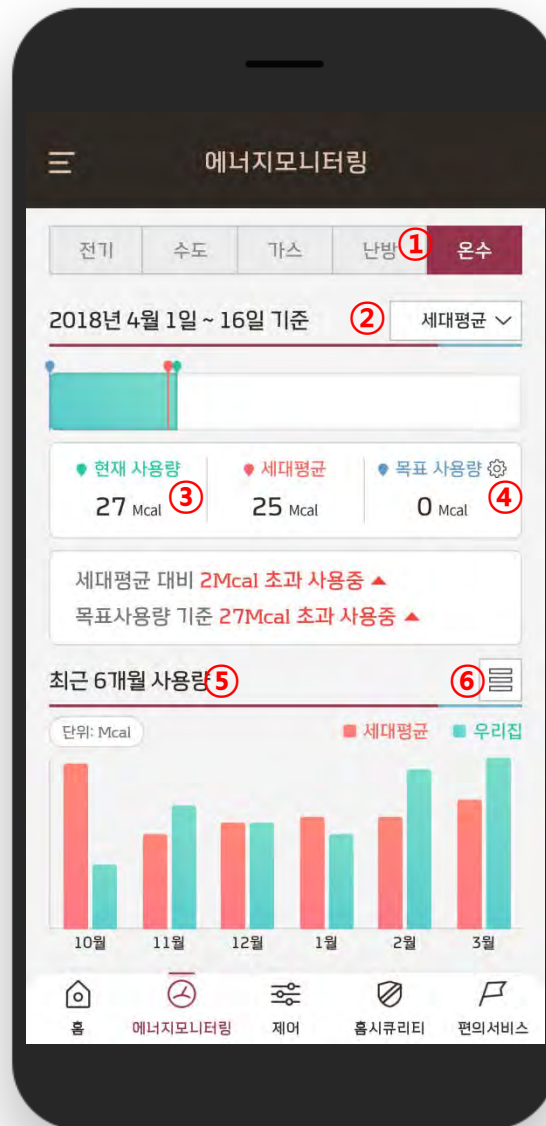 에너지모니터링
전기 수도 가스 난방 ① 온수
2018년 4월 1일 ~ 16일 기준 ② 세대평균
현재 사용량 세대평균 목표 사용량
27 Mcal ③ 25 Mcal 0 Mcal ④
세대평균 대비 2Mcal 초과 사용중 ▲
목표사용량 기준 27Mcal 초과 사용중 ▲
최근 6개월 사용량 ⑤ ⑥
단위: Mcal 세대평균 우리집
10월 11월 12월 1월 2월 3월
홈 에너지모니터링 제어 홈시큐리티 편의서비스